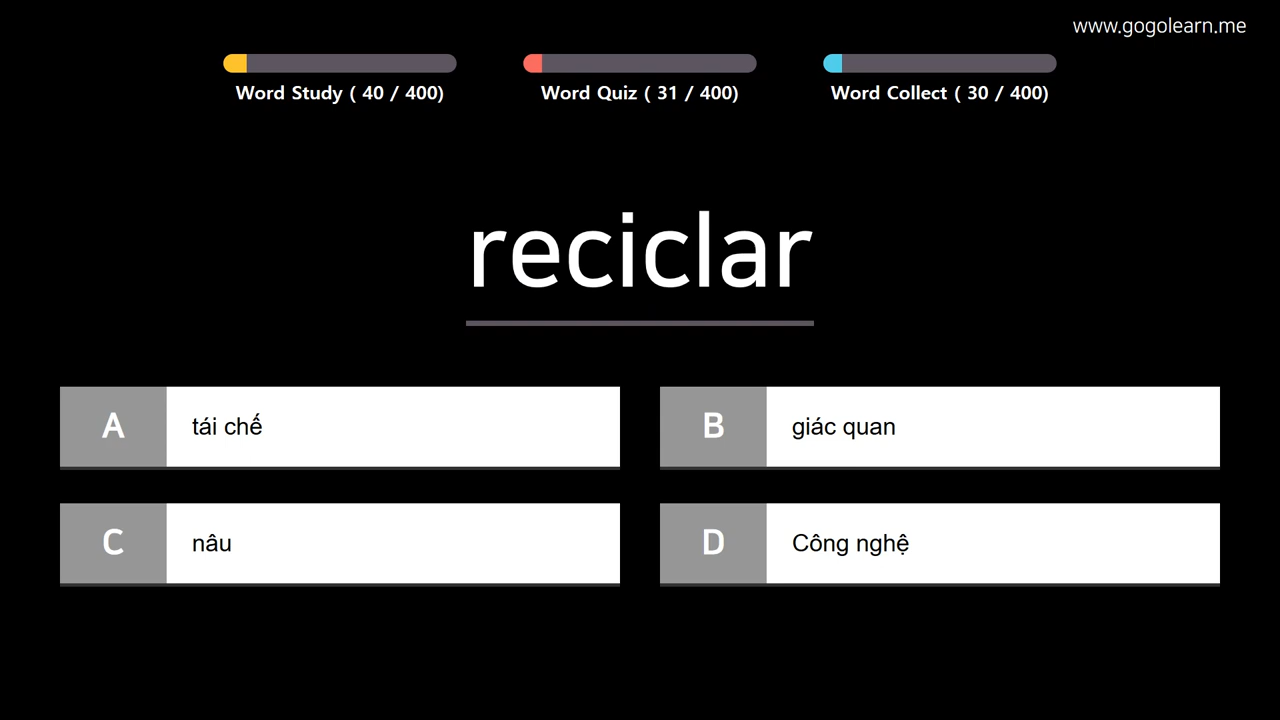 www.gogolearn.me
Word Study ( 40 / 400)
Word Quiz ( 31 / 400)
Word Collect ( 30 / 400)
reciclar
A tái chế
B giác quan
C nâu
D Công nghệ